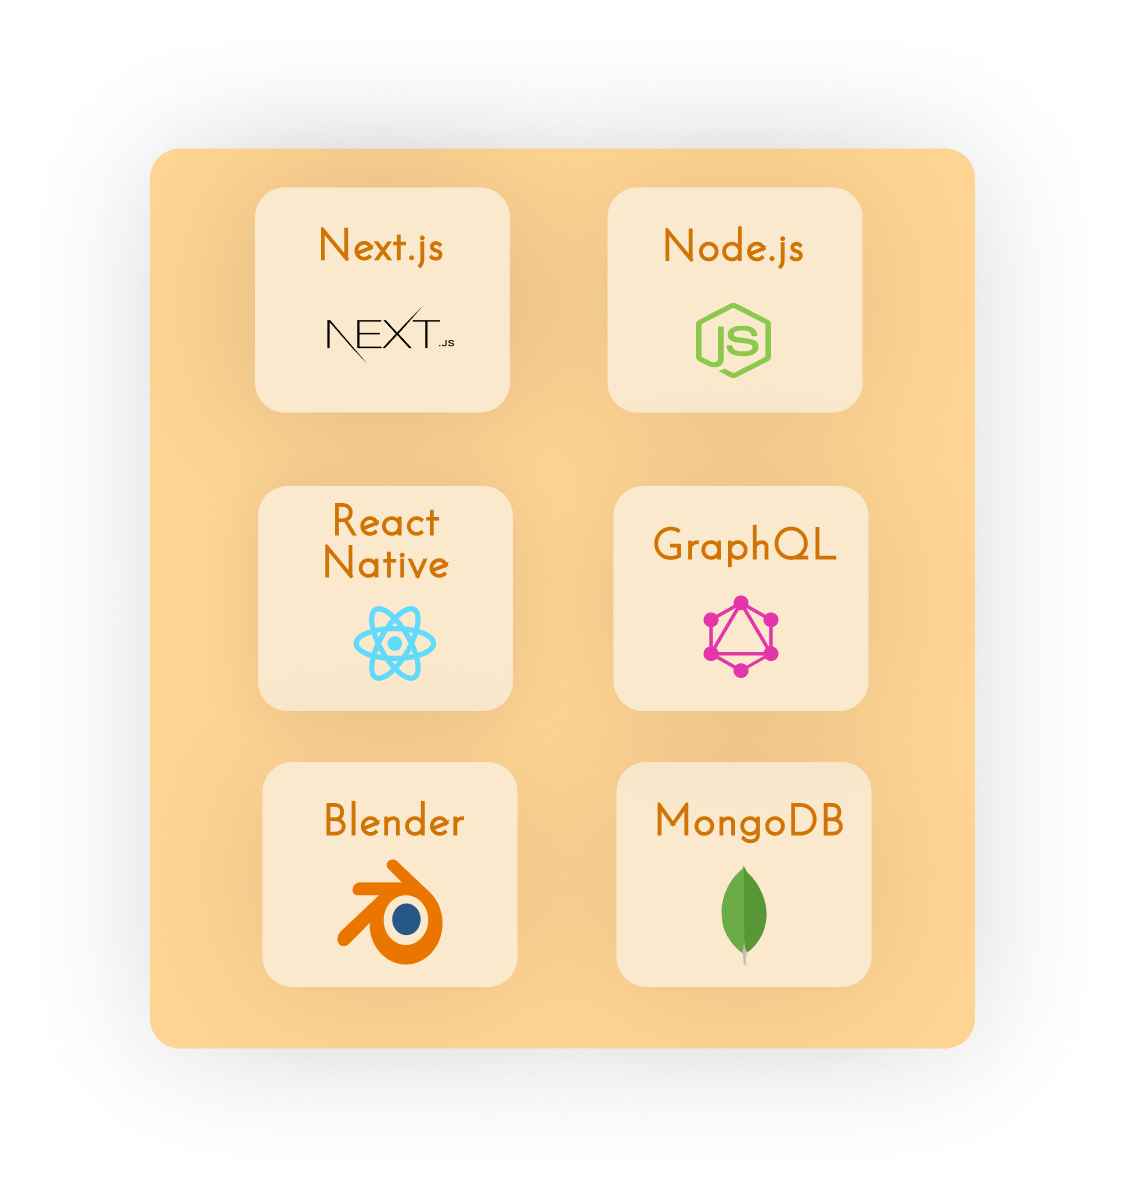 Next.js
Node.js
NEXT.JS
JS
React
Native
GraphQL
Blender
MongoDB